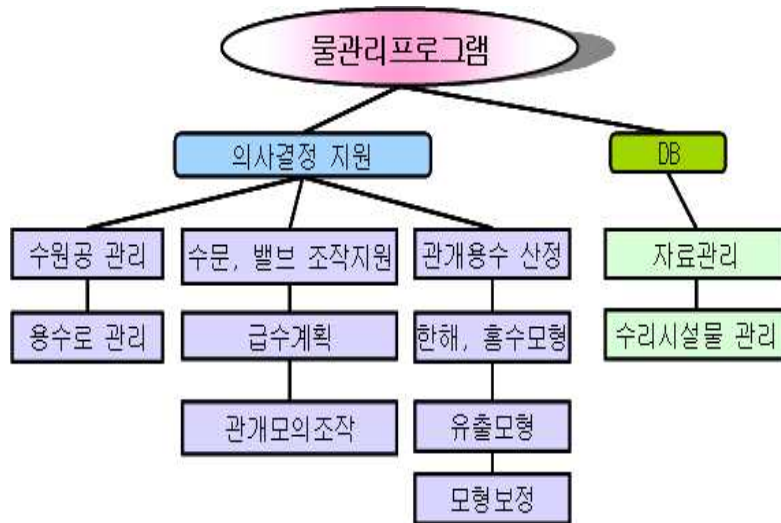 물관리프로그램
의사결정 지원
DB
수원공 관리
수문, 밸브 조작지원
관개용수 산정
자료관리
용수로 관리
급수계획
한해, 홍수모형
수리시설물 관리
관개모의조작
유출모형
모형보정